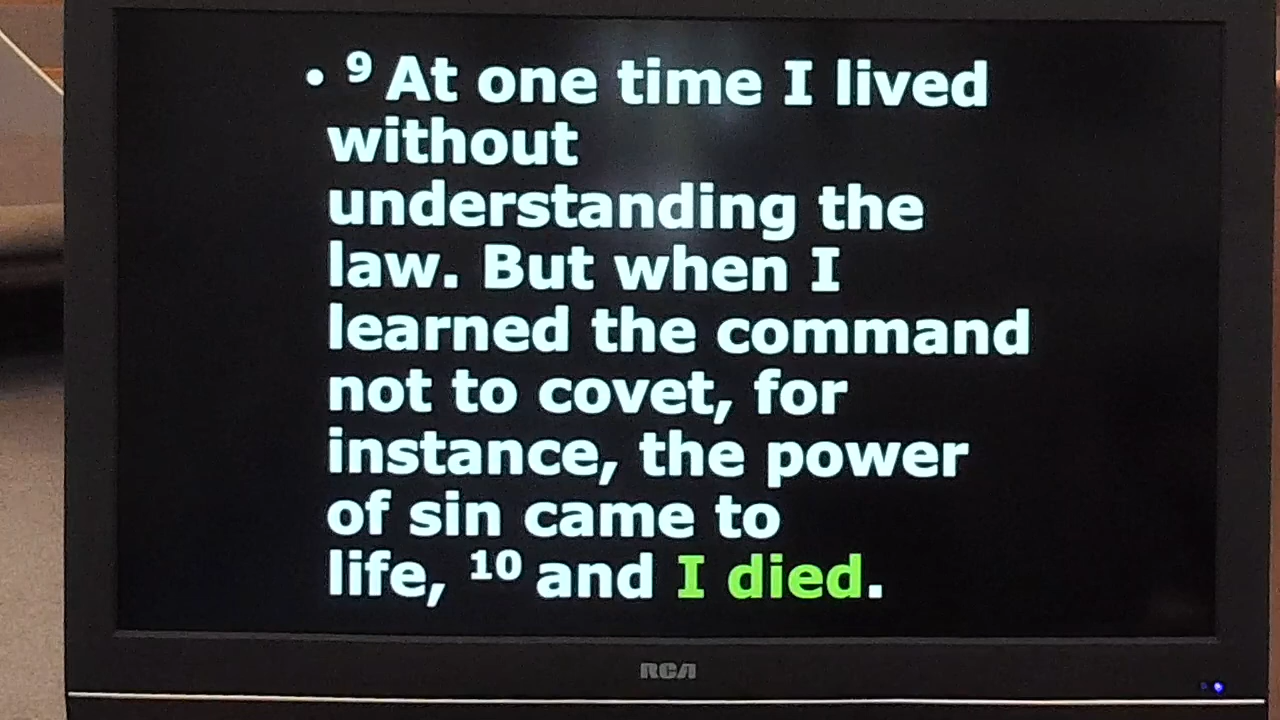 • ⁹ At one time I lived
without
understanding the
law. But when I
learned the command
not to covet, for
instance, the power
of sin came to
life, ¹⁰ and I died.
RCA